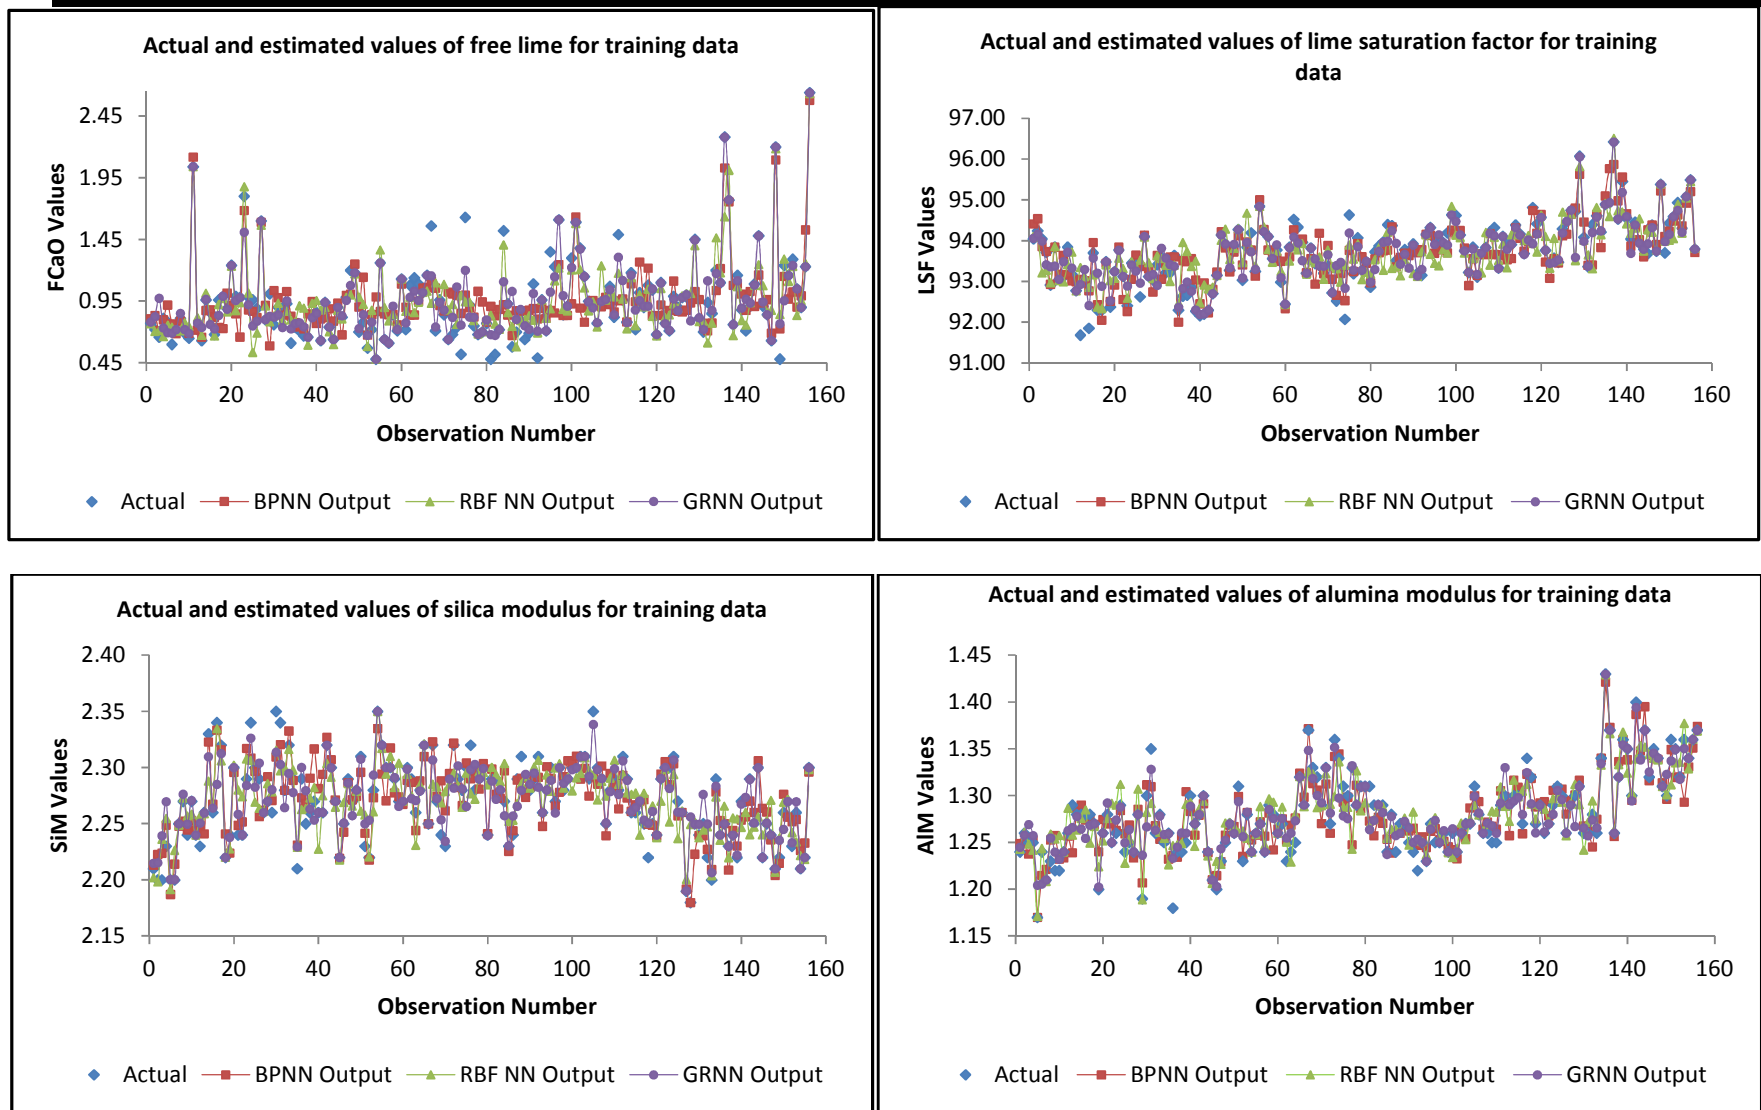 Actual and estimated values of free lime for training data
FCaO Values
2.45
1.95
1.45
0.95
0.45
0 20 40 60 80 100 120 140 160
Observation Number
Actual BPNN Output RBF NN Output GRNN Output
Actual and estimated values of lime saturation factor for training
data
LSF Values
97.00
96.00
95.00
94.00
93.00
92.00
91.00
0 20 40 60 80 100 120 140 160
Observation Number
Actual BPNN Output RBF NN Output GRNN Output
Actual and estimated values of silica modulus for training data
SiM Values
2.40
2.35
2.30
2.25
2.20
2.15
0 20 40 60 80 100 120 140 160
Observation Number
Actual BPNN Output RBF NN Output GRNN Output
Actual and estimated values of alumina modulus for training data
AlM Values
1.45
1.40
1.35
1.30
1.25
1.20
1.15
0 20 40 60 80 100 120 140 160
Observation Number
Actual BPNN Output RBF NN Output GRNN Output